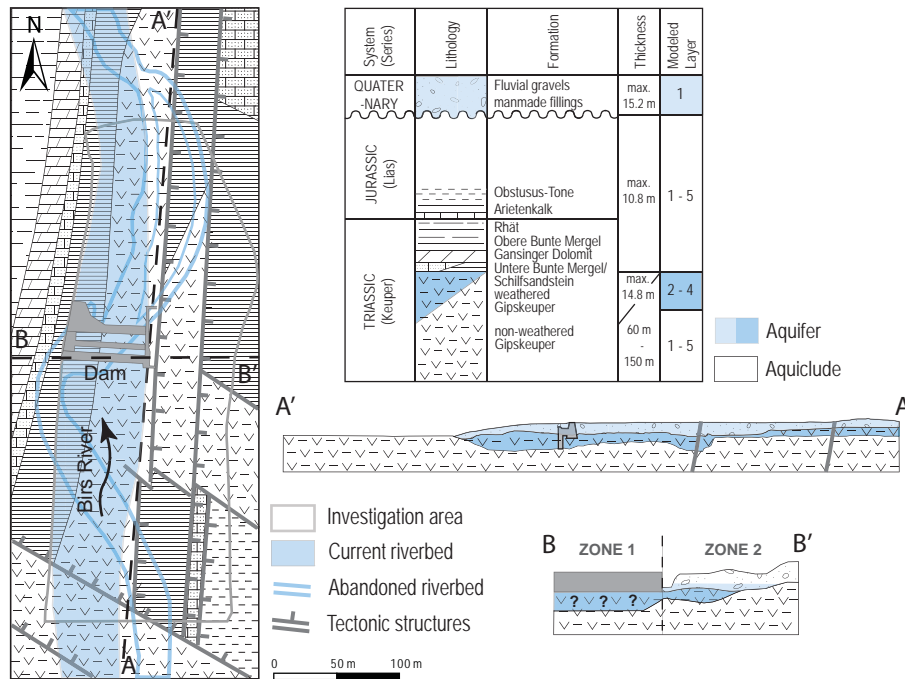 N
A'
B
Dam
B'
Birs River
A
System
(Series)
Lithology
Formation
Thickness
Modeled
Layer
QUATER
-NARY
Fluvial gravels
manmade fillings
max.
15.2 m
1
JURASSIC
(Lias)
Obstusus-Tone
Arietenkalk
max.
10.8 m
1 - 5
TRIASSIC
(Keuper)
Rhät
Obere Bunte Mergel
Gansinger Dolomit
Untere Bunte Mergel/
Schilfsandstein
weathered
Gipskeuper
non-weathered
Gipskeuper
max.
14.8 m
60 m
-
150 m
2 - 4
1 - 5
Aquifer
Aquiclude
A'
A
Investigation area
Current riverbed
Abandoned riverbed
Tectonic structures
0 50 m 100 m
B ZONE 1 ZONE 2 B'
? ? ?